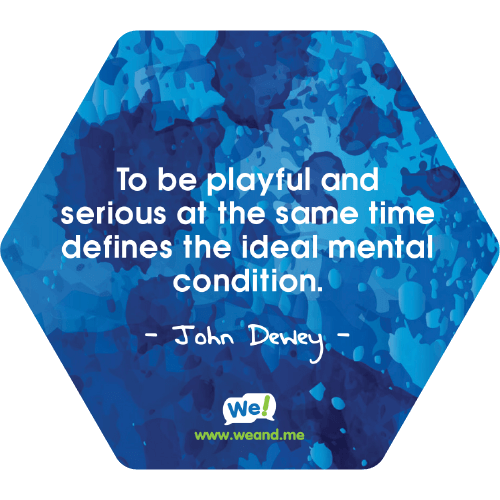 To be playful and
serious at the same time
defines the ideal mental
condition.
- John Dewey -
We!
www.weand.me